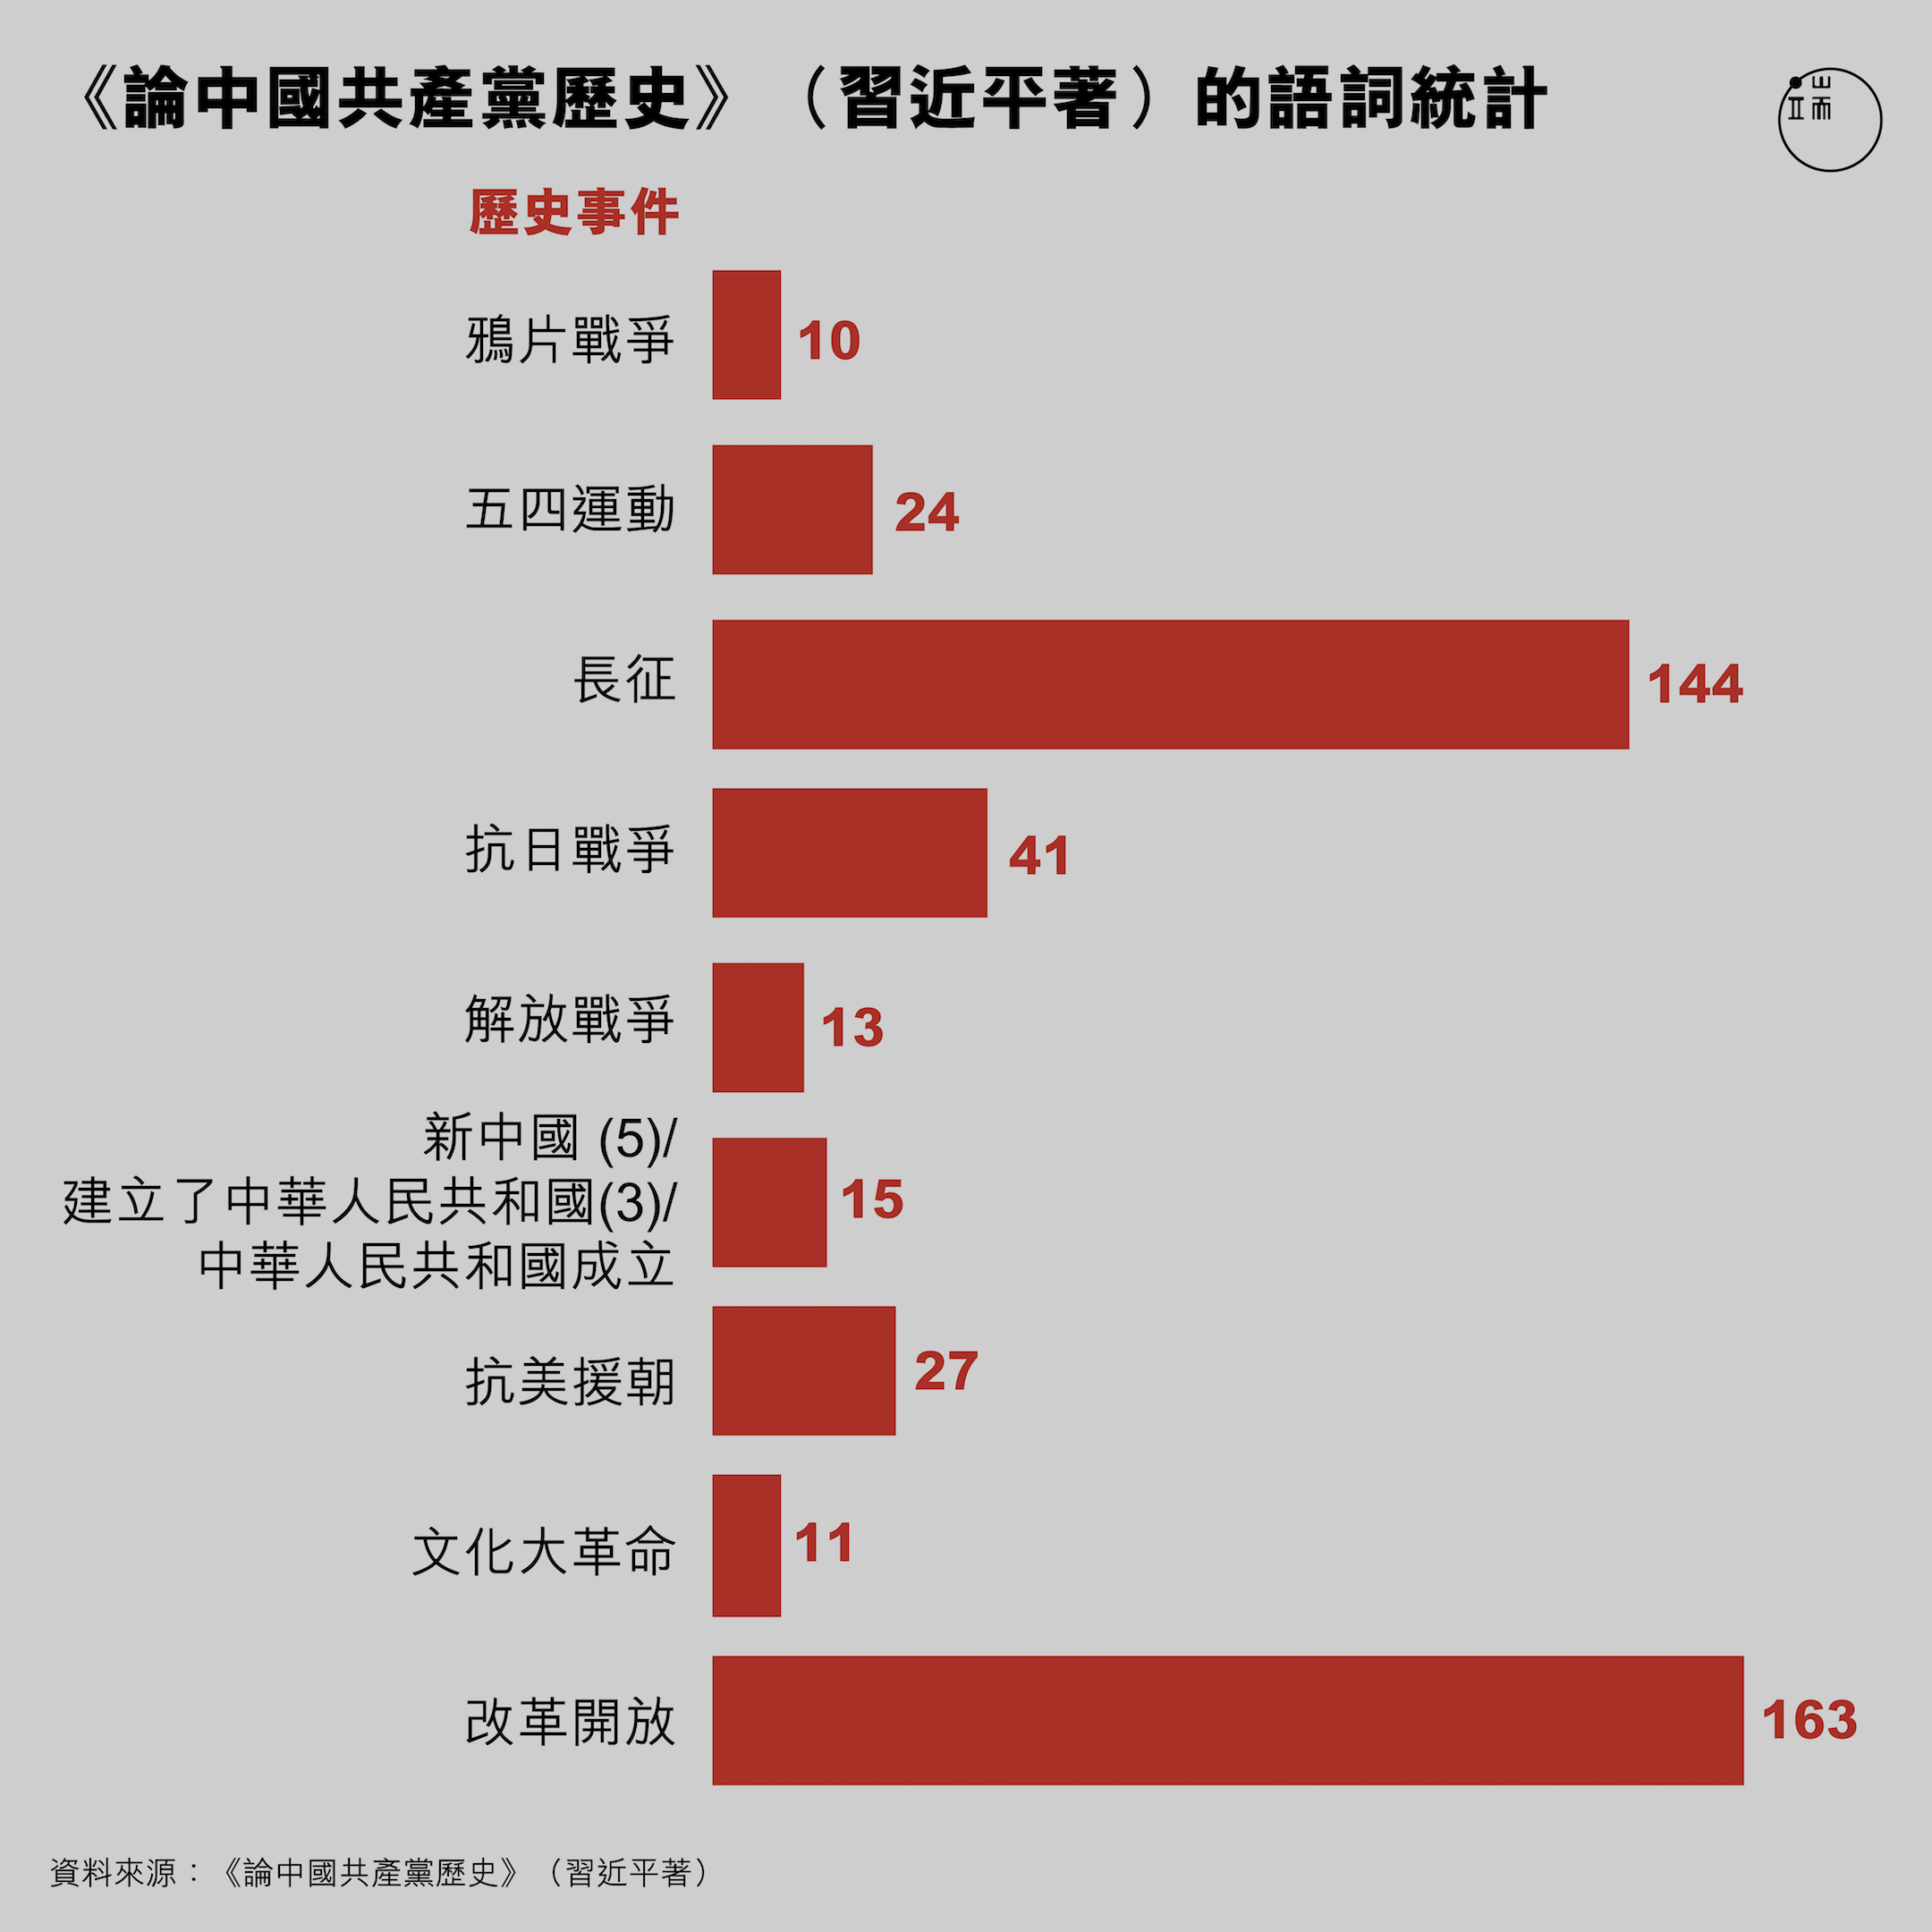 《論中國共產黨歷史》（習近平著）的語詞統計
端
歷史事件
鴉片戰爭 10
五四運動 24
長征 144
抗日戰爭 41
解放戰爭 13
新中國 (5)/
建立了中華人民共和國(3)/
中華人民共和國成立 15
抗美援朝 27
文化大革命 11
改革開放 163
資料來源：《論中國共產黨歷史》（習近平著）